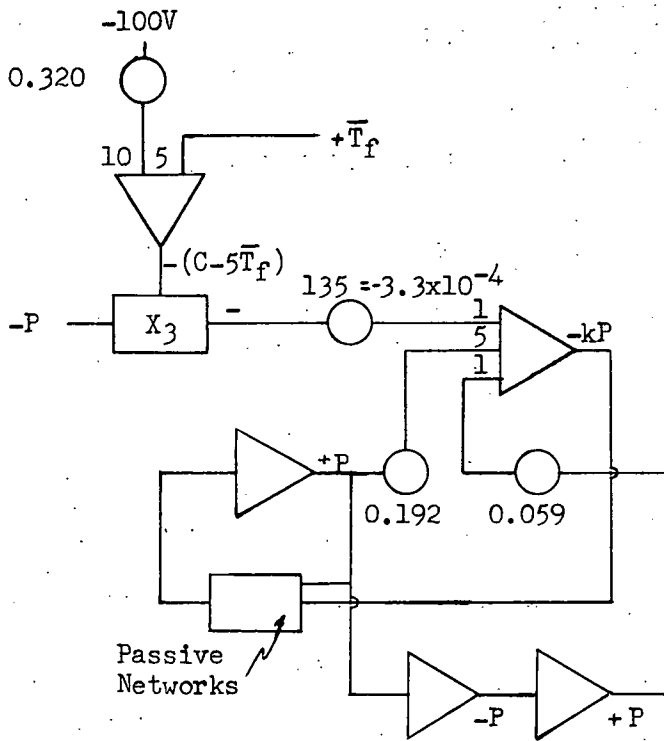 -100V
0.320
10 5
+T̅f
-(C-5T̅f)
135 =-3.3x10⁻⁴
-P
X3
-
1
5
1
-kP
+P
0.192
0.059
Passive
Networks
-P
+P